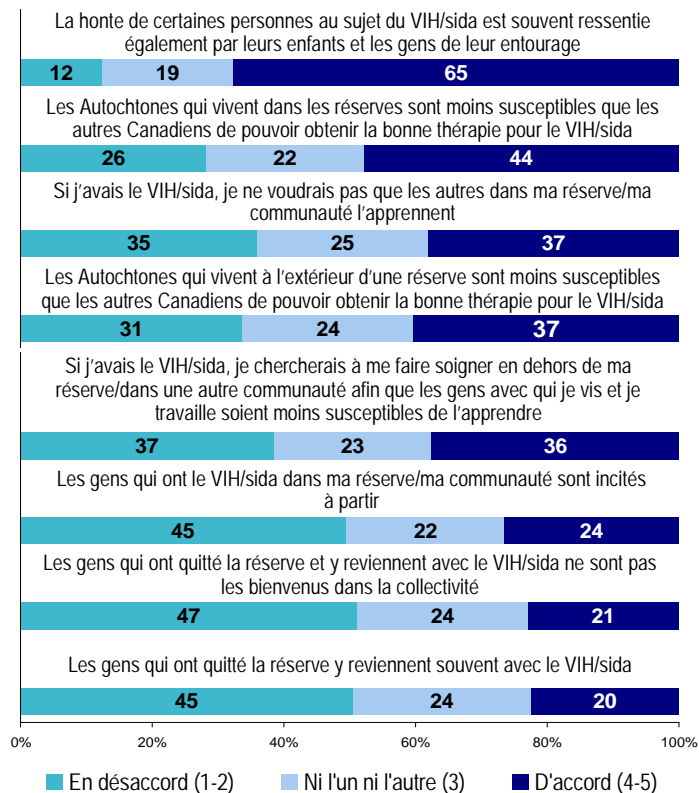 La honte de certaines personnes au sujet du VIH/sida est souvent ressentie
également par leurs enfants et les gens de leur entourage
12 19 65
Les Autochtones qui vivent dans les réserves sont moins susceptibles que les
autres Canadiens de pouvoir obtenir la bonne thérapie pour le VIH/sida
26 22 44
Si j’avais le VIH/sida, je ne voudrais pas que les autres dans ma réserve/ma
communauté l’apprennent
35 25 37
Les Autochtones qui vivent à l’extérieur d’une réserve sont moins susceptibles
que les autres Canadiens de pouvoir obtenir la bonne thérapie pour le VIH/sida
31 24 37
Si j’avais le VIH/sida, je chercherais à me faire soigner en dehors de ma
réserve/dans une autre communauté afin que les gens avec qui je vis et je
travaille soient moins susceptibles de l’apprendre
37 23 36
Les gens qui ont le VIH/sida dans ma réserve/ma communauté sont incités
à partir
45 22 24
Les gens qui ont quitté la réserve et y reviennent avec le VIH/sida ne sont pas
les bienvenus dans la collectivité
47 24 21
Les gens qui ont quitté la réserve y reviennent souvent avec le VIH/sida
45 24 20
0% 20% 40% 60% 80% 100%
En désaccord (1-2) Ni l'un ni l'autre (3) D'accord (4-5)